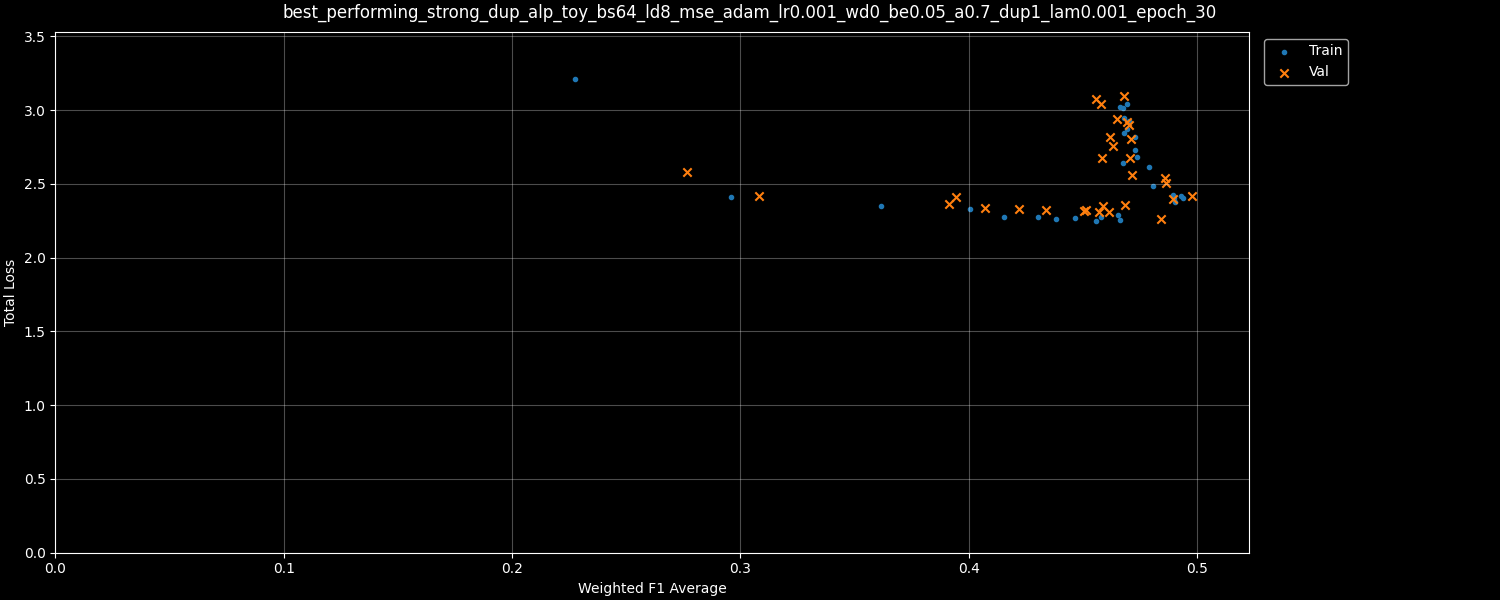 best_performing_strong_dup_alp_toy_bs64_ld8_mse_adam_lr0.001_wd0_be0.05_a0.7_dup1_lam0.001_epoch_30
Train
Val
3.5
3.0
2.5
2.0
1.5
1.0
0.5
0.0
Total Loss
0.0 0.1 0.2 0.3 0.4 0.5
Weighted F1 Average